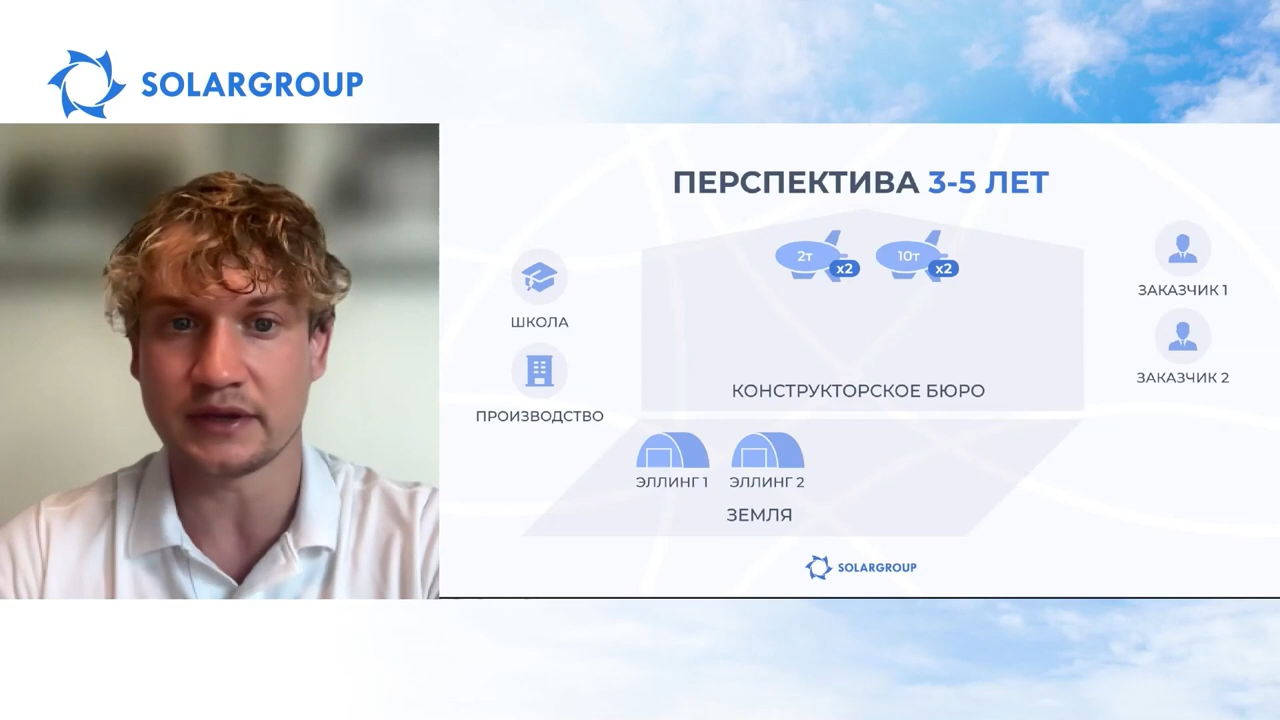 SOLARGROUP
ПЕРСПЕКТИВА 3-5 ЛЕТ
2т
x2
10т
x2
ШКОЛА
ПРОИЗВОДСТВО
ЗАКАЗЧИК 1
ЗАКАЗЧИК 2
КОНСТРУКТОРСКОЕ БЮРО
ЭЛЛИНГ 1
ЭЛЛИНГ 2
ЗЕМЛЯ
SOLARGROUP